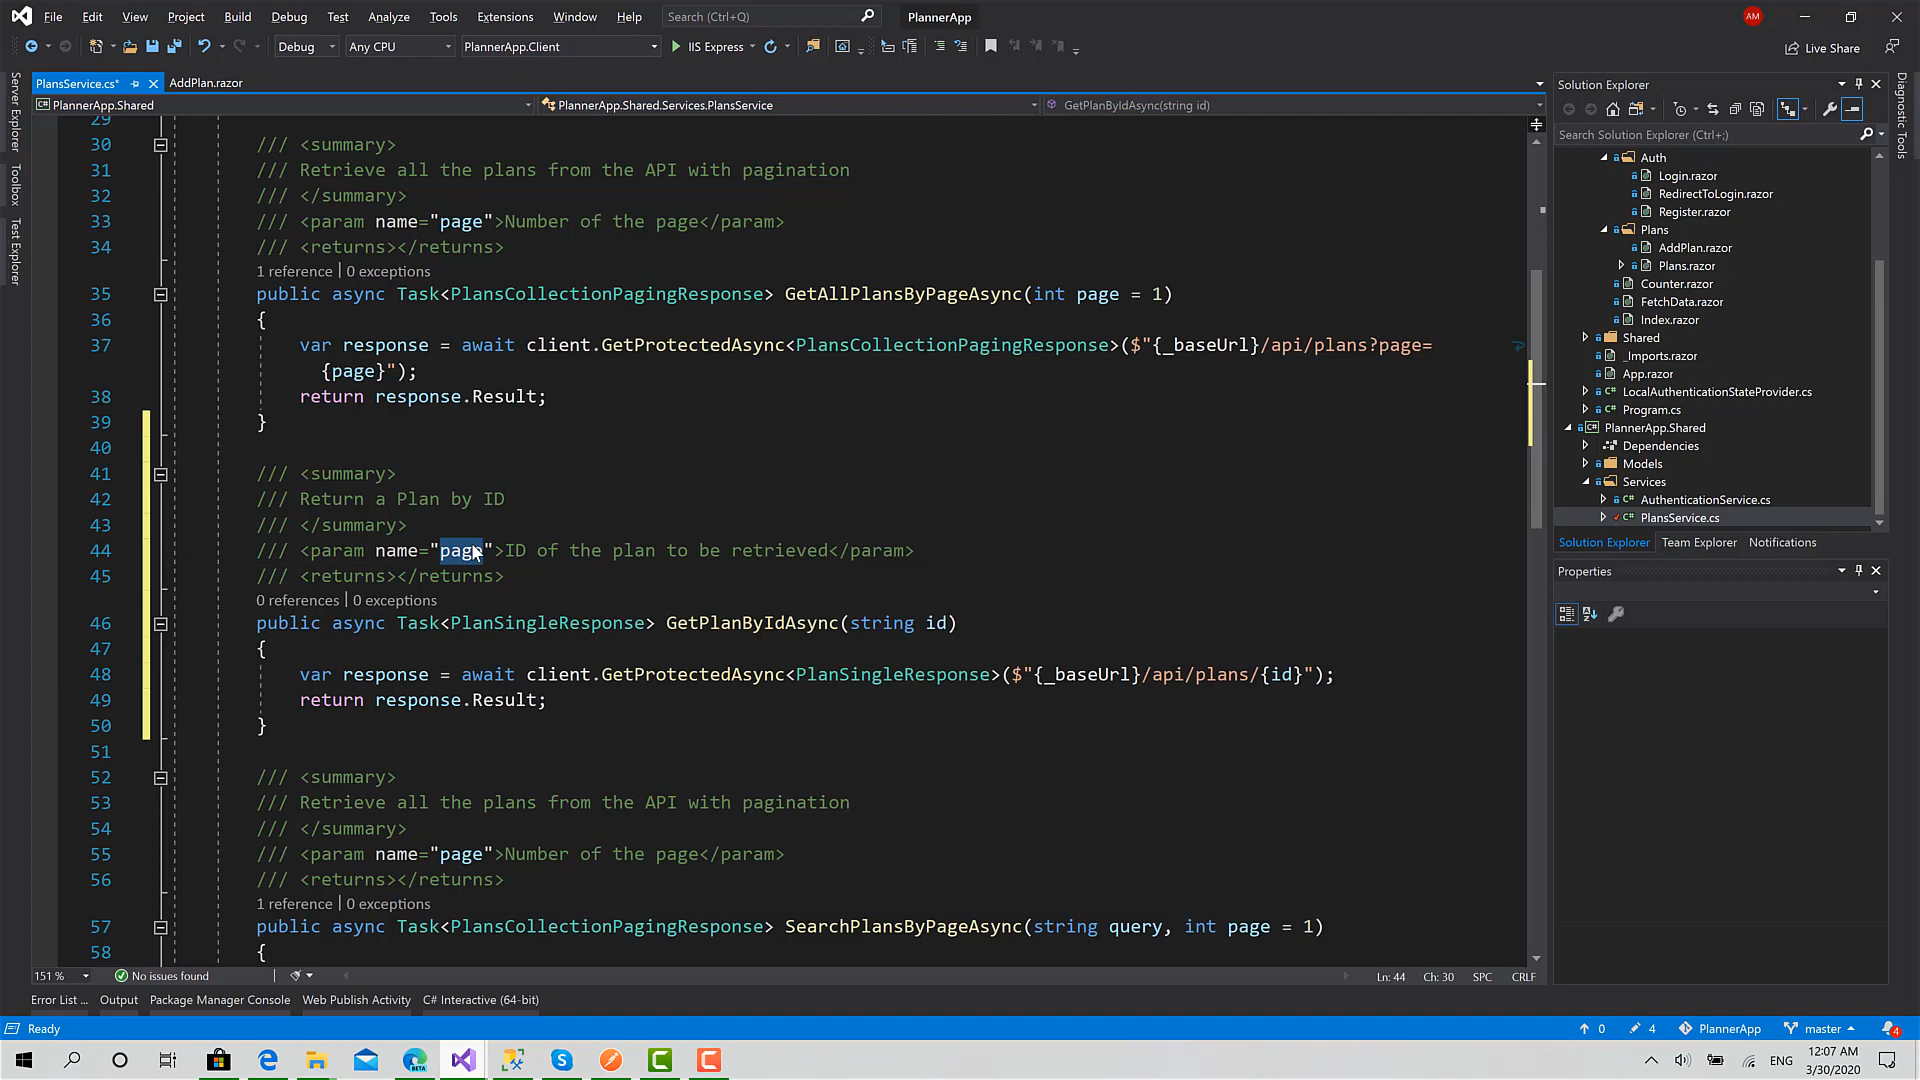 File Edit View Project Build Debug Test Analyze Tools Extensions Window Help Search (Ctrl+Q) PlannerApp AM
Debug Any CPU PlannerApp.Client IIS Express Live Share
PlansService.cs* AddPlan.razor
PlannerApp.Shared PlannerApp.Shared.Services.PlansService GetPlanByIdAsync(string id)
Server Explorer
Toolbox
Test Explorer
29
30 /// <summary>
31 /// Retrieve all the plans from the API with pagination
32 /// </summary>
33 /// <param name="page">Number of the page</param>
34 /// <returns></returns>
1 reference | 0 exceptions
35 public async Task<PlansCollectionPagingResponse> GetAllPlansByPageAsync(int page = 1)
36 {
37 var response = await client.GetProtectedAsync<PlansCollectionPagingResponse>($"{_baseUrl}/api/plans?page=
{page}");
38 return response.Result;
39 }
40
41 /// <summary>
42 /// Return a Plan by ID
43 /// </summary>
44 /// <param name="page">ID of the plan to be retrieved</param>
45 /// <returns></returns>
0 references | 0 exceptions
46 public async Task<PlanSingleResponse> GetPlanByIdAsync(string id)
47 {
48 var response = await client.GetProtectedAsync<PlanSingleResponse>($"{_baseUrl}/api/plans/{id}");
49 return response.Result;
50 }
51
52 /// <summary>
53 /// Retrieve all the plans from the API with pagination
54 /// </summary>
55 /// <param name="page">Number of the page</param>
56 /// <returns></returns>
1 reference | 0 exceptions
57 public async Task<PlansCollectionPagingResponse> SearchPlansByPageAsync(string query, int page = 1)
58 {
151 % No issues found Ln: 44 Ch: 30 SPC CRLF
Solution Explorer
Search Solution Explorer (Ctrl+;)
Auth
Login.razor
RedirectToLogin.razor
Register.razor
Plans
AddPlan.razor
Plans.razor
Counter.razor
FetchData.razor
Index.razor
Shared
_Imports.razor
App.razor
LocalAuthenticationStateProvider.cs
Program.cs
PlannerApp.Shared
Dependencies
Models
Services
AuthenticationService.cs
PlansService.cs
Solution Explorer Team Explorer Notifications
Properties
Diagnostic Tools
Error List ... Output Package Manager Console Web Publish Activity C# Interactive (64-bit)
Ready 0 4 PlannerApp master 4
BETA ENG 12:07 AM
3/30/2020